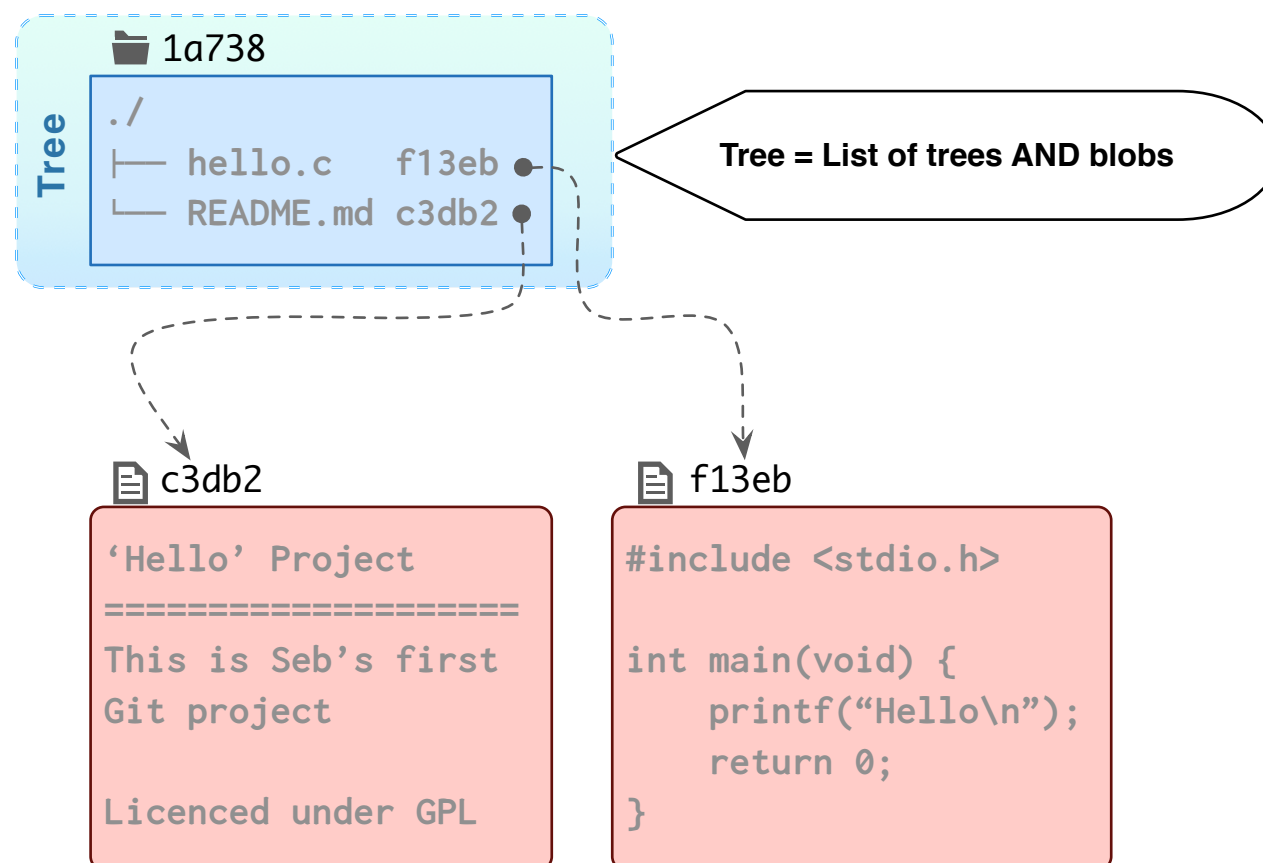 1a738
Tree
./
├── hello.c   f13eb
└── README.md c3db2
Tree = List of trees AND blobs
c3db2
‘Hello’ Project
====================
This is Seb’s first
Git project
Licenced under GPL
f13eb
#include <stdio.h>
int main(void) {
    printf(“Hello\n”);
    return 0;
}